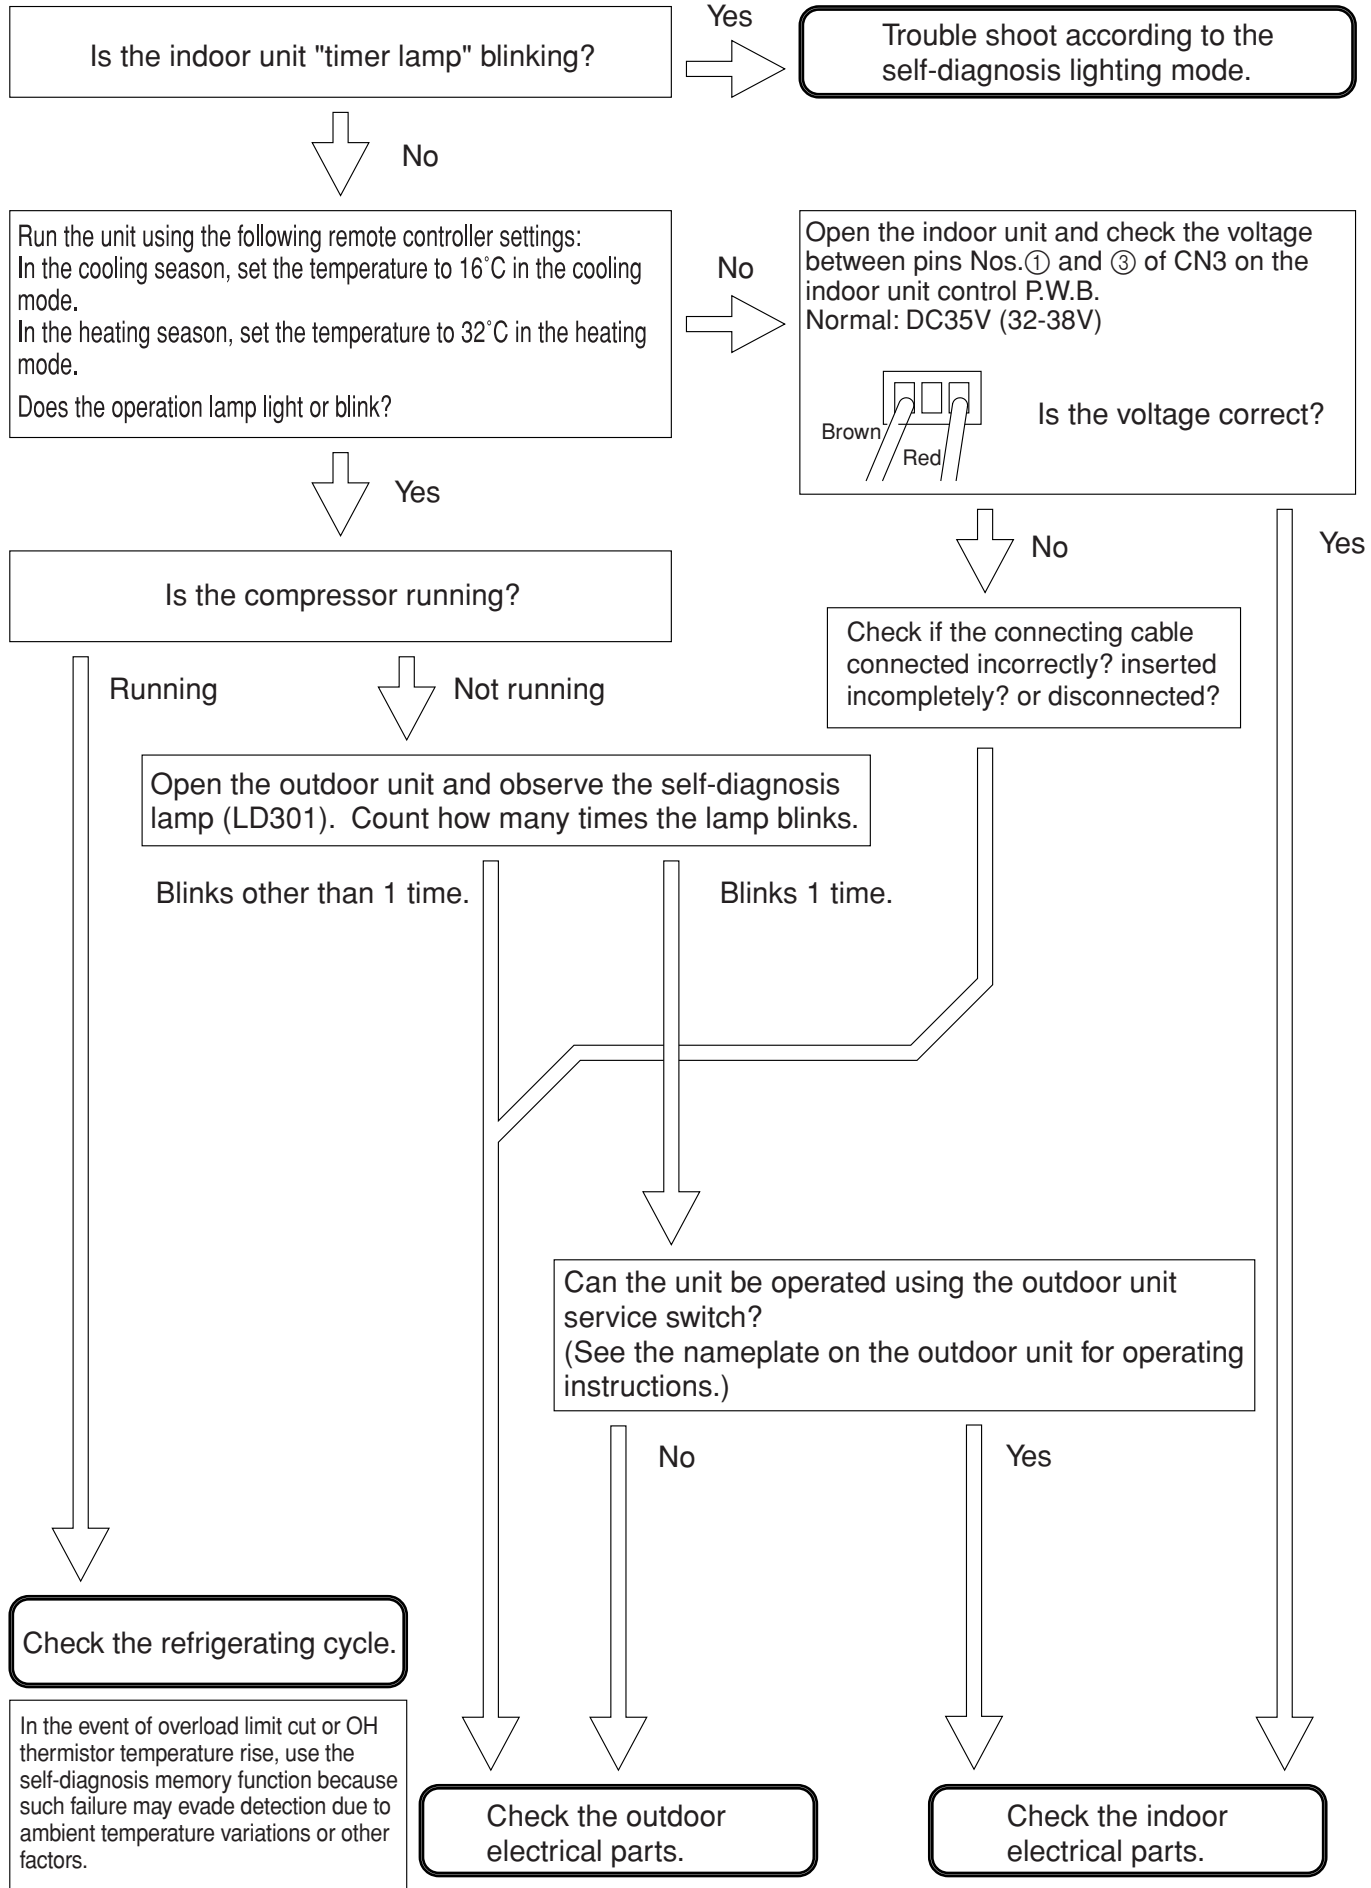 Is the indoor unit "timer lamp" blinking?
Yes
Trouble shoot according to the
self-diagnosis lighting mode.
No
Run the unit using the following remote controller settings:
In the cooling season, set the temperature to 16˚C in the cooling
mode.
In the heating season, set the temperature to 32˚C in the heating
mode.
Does the operation lamp light or blink?
No
Open the indoor unit and check the voltage
between pins Nos.① and ③ of CN3 on the
indoor unit control P.W.B.
Normal: DC35V (32-38V)
Brown
Red
Is the voltage correct?
Yes
No
Yes
Is the compressor running?
Check if the connecting cable
connected incorrectly? inserted
incompletely? or disconnected?
Running
Not running
Open the outdoor unit and observe the self-diagnosis
lamp (LD301). Count how many times the lamp blinks.
Blinks other than 1 time.
Blinks 1 time.
Can the unit be operated using the outdoor unit
service switch?
(See the nameplate on the outdoor unit for operating
instructions.)
No
Yes
Check the refrigerating cycle.
In the event of overload limit cut or OH
thermistor temperature rise, use the
self-diagnosis memory function because
such failure may evade detection due to
ambient temperature variations or other
factors.
Check the outdoor
electrical parts.
Check the indoor
electrical parts.